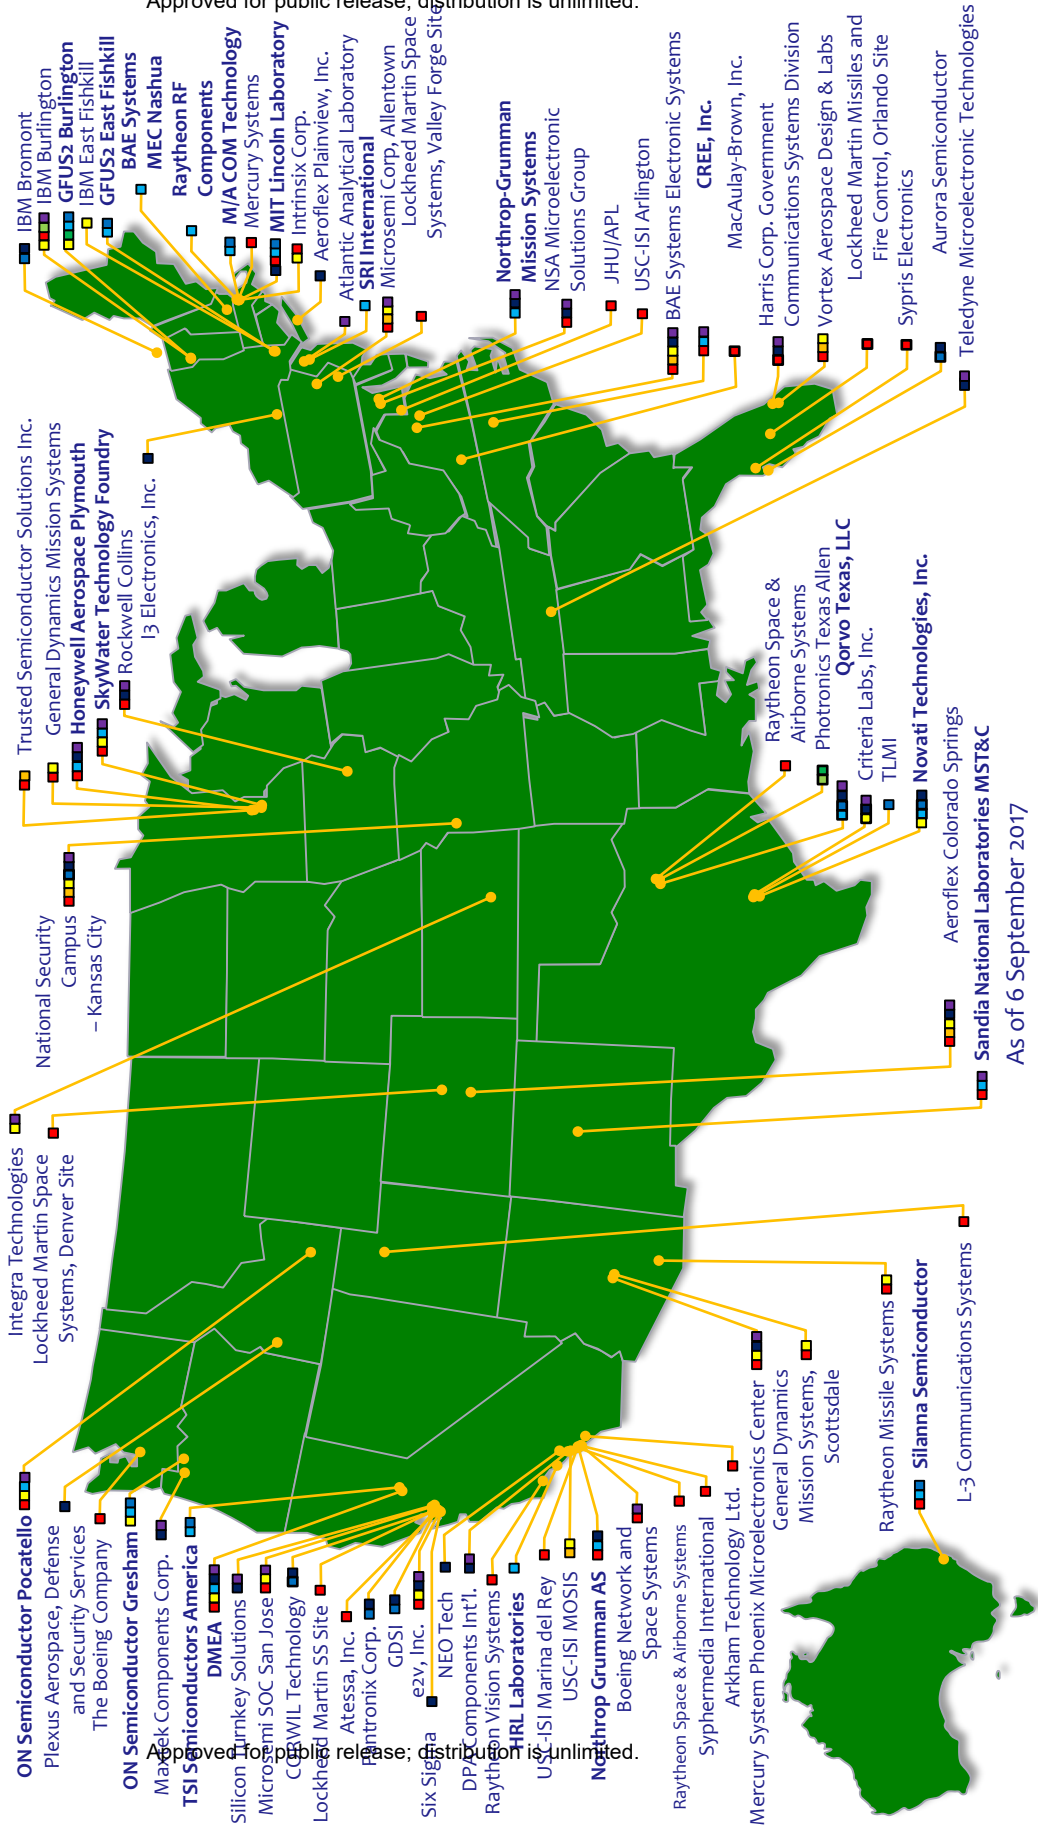 Approved for public release; distribution is unlimited.
IBM Bromont
IBM Burlington
GFUS2 Burlington
IBM East Fishkill
GFUS2 East Fishkill
BAE Systems
MEC Nashua
Raytheon RF
Components
M/A COM Technology
Mercury Systems
MIT Lincoln Laboratory
Intrinsix Corp.
Aeroflex Plainview, Inc.
Atlantic Analytical Laboratory
SRI International
Microsemi Corp, Allentown
Lockheed Martin Space
Systems, Valley Forge Site
Northrop-Grumman
Mission Systems
NSA Microelectronic
Solutions Group
JHU/APL
USC-ISI Arlington
BAE Systems Electronic Systems
CREE, Inc.
MacAulay-Brown, Inc.
Harris Corp. Government
Communications Systems Division
Vortex Aerospace Design & Labs
Lockheed Martin Missiles and
Fire Control, Orlando Site
Sypris Electronics
Aurora Semiconductor
Teledyne Microelectronic Technologies
Trusted Semiconductor Solutions Inc.
General Dynamics Mission Systems
Honeywell Aerospace Plymouth
SkyWater Technology Foundry
Rockwell Collins
I3 Electronics, Inc.
National Security
Campus
– Kansas City
Raytheon Space &
Airborne Systems
Photronics Texas Allen
Qorvo Texas, LLC
Criteria Labs, Inc.
TLMI
Novati Technologies, Inc.
Aeroflex Colorado Springs
Sandia National Laboratories MST&C
As of 6 September 2017
Integra Technologies
Lockheed Martin Space
Systems, Denver Site
ON Semiconductor Pocatello
Plexus Aerospace, Defense
and Security Services
The Boeing Company
ON Semiconductor Gresham
Maxtek Components Corp.
TSI Semiconductors America
DMEA
Silicon Turnkey Solutions
Microsemi SOC San Jose
CORWIL Technology
Lockheed Martin SS Site
Atessa, Inc.
Plantronix Corp.
GDSI
e2v, Inc.
Six Sigma
NEO Tech
DPA Components Int'l.
Raytheon Vision Systems
HRL Laboratories
USC-ISI Marina del Rey
USC-ISI MOSIS
Northrop Grumman AS
Boeing Network and
Space Systems
Raytheon Space & Airborne Systems
Syphermedia International
Arkham Technology Ltd.
Mercury System Phoenix Microelectronics Center
General Dynamics
Mission Systems,
Scottsdale
Raytheon Missile Systems
Silanna Semiconductor
L-3 Communications Systems
Approved for public release; distribution is unlimited.